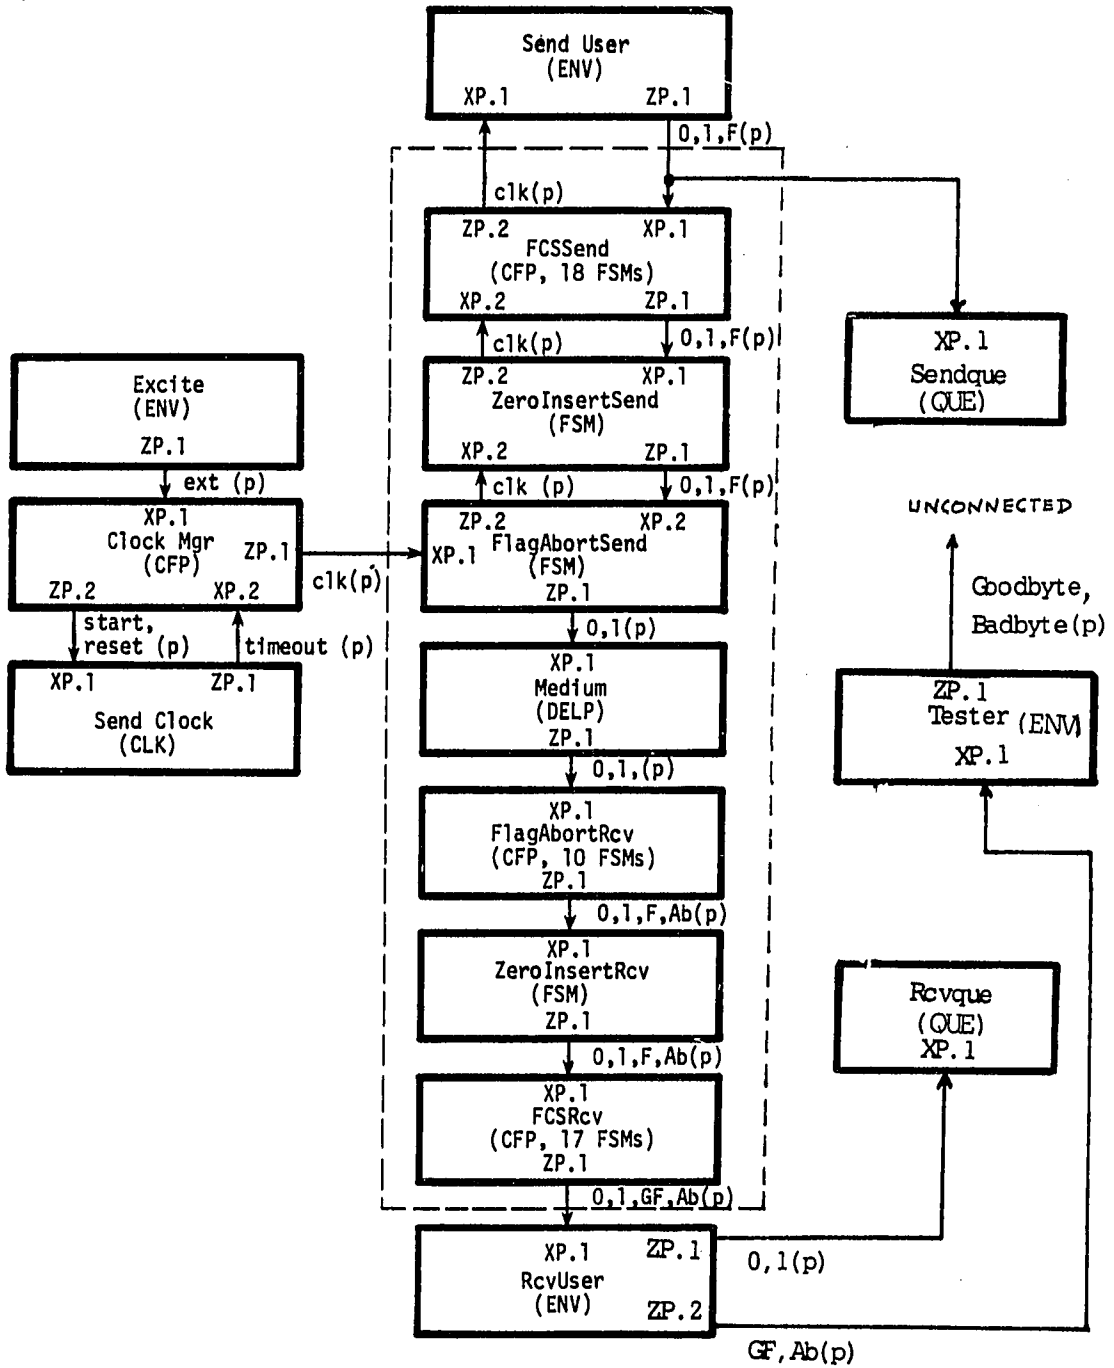 Send User
(ENV)
XP.1
ZP.1
0,1,F(p)
clk(p)
ZP.2
XP.1
FCSSend
(CFP, 18 FSMs)
XP.2
ZP.1
clk(p)
0,1,F(p)
XP.1
Sendque
(QUE)
ZP.2
XP.1
ZeroInsertSend
(FSM)
XP.2
ZP.1
Excite
(ENV)
ZP.1
ext (p)
clk (p)
0,1,F(p)
XP.1
Clock Mgr
(CFP)
ZP.1
ZP.2
XP.2
clk(p)
ZP.2
XP.2
XP.1
FlagAbortSend
(FSM)
ZP.1
UNCONNECTED
start,
reset (p)
timeout (p)
0,1(p)
Goodbyte,
Badbyte(p)
XP.1
ZP.1
Send Clock
(CLK)
XP.1
Medium
(DELP)
ZP.1
ZP.1
Tester (ENV)
XP.1
0,1,(p)
XP.1
FlagAbortRcv
(CFP, 10 FSMs)
ZP.1
0,1,F,Ab(p)
XP.1
ZeroInsertRcv
(FSM)
ZP.1
Rcvque
(QUE)
XP.1
0,1,F,Ab(p)
XP.1
FCSRcv
(CFP, 17 FSMs)
ZP.1
0,1,GF,Ab(p)
XP.1
RcvUser
(ENV)
ZP.1
ZP.2
0,1(p)
GF,Ab(p)